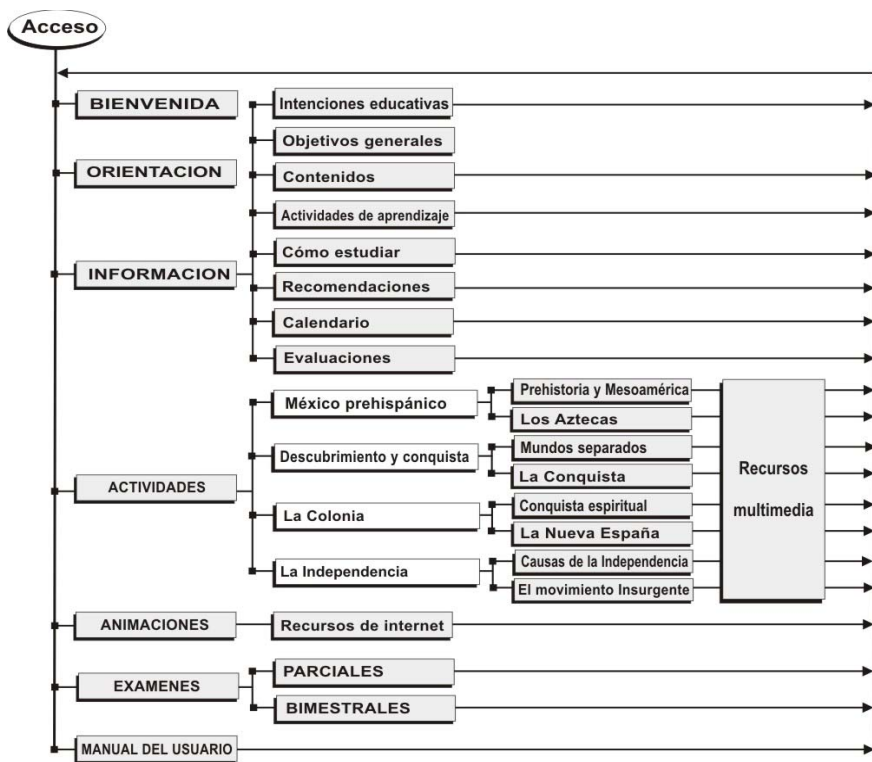 Acceso
BIENVENIDA
ORIENTACION
INFORMACION
Intenciones educativas
Objetivos generales
Contenidos
Actividades de aprendizaje
Cómo estudiar
Recomendaciones
Calendario
Evaluaciones
ACTIVIDADES
México prehispánico
Prehistoria y Mesoamérica
Los Aztecas
Descubrimiento y conquista
Mundos separados
La Conquista
La Colonia
Conquista espiritual
La Nueva España
La Independencia
Causas de la Independencia
El movimiento Insurgente
Recursos
multimedia
ANIMACIONES
Recursos de internet
EXAMENES
PARCIALES
BIMESTRALES
MANUAL DEL USUARIO